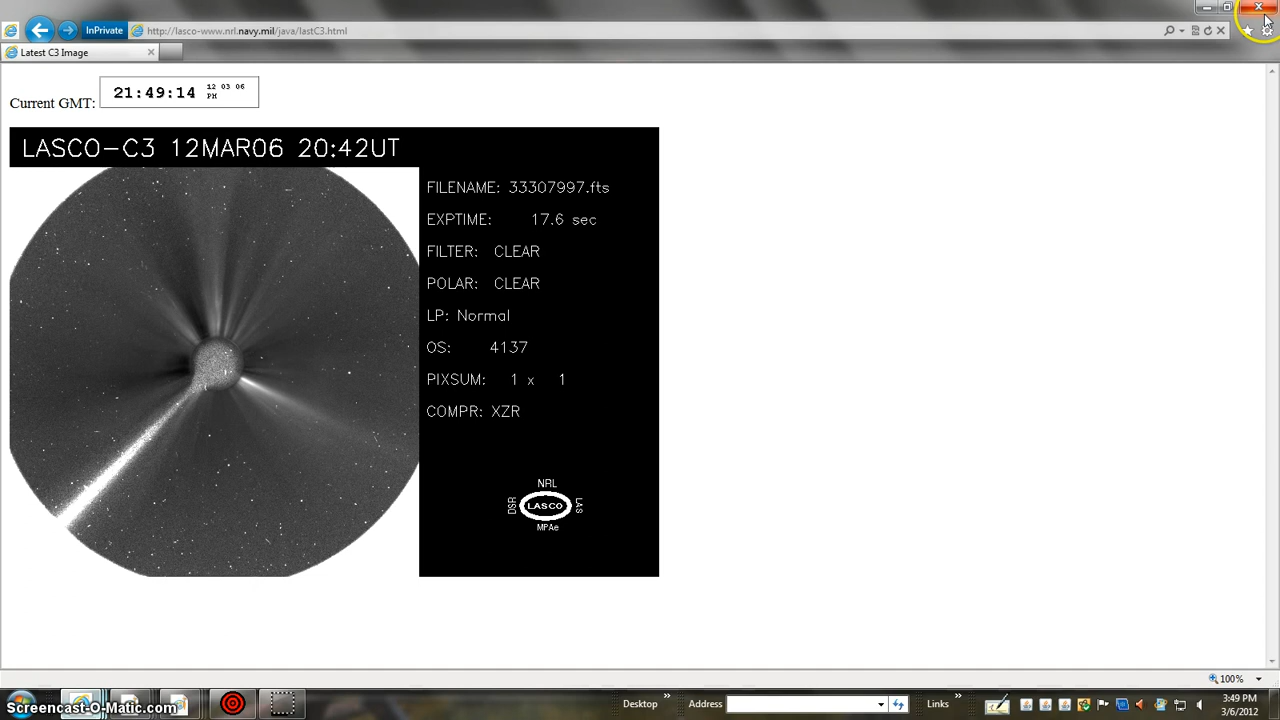 InPrivate
http://lasco-www.nrl.navy.mil/java/lastC3.html
Latest C3 Image
Current GMT: 21:49:14 12 03 06
PM
LASCO-C3 12MAR06 20:42UT
FILENAME: 33307997.fts
EXPTIME: 17.6 sec
FILTER: CLEAR
POLAR: CLEAR
LP: Normal
OS: 4137
PIXSUM: 1 x 1
COMPR: XZR
NRL
DSR LASCO LAS
MPAe
100%
Screencast-O-Matic.com
Desktop
Address
Links
3:49 PM
3/6/2012